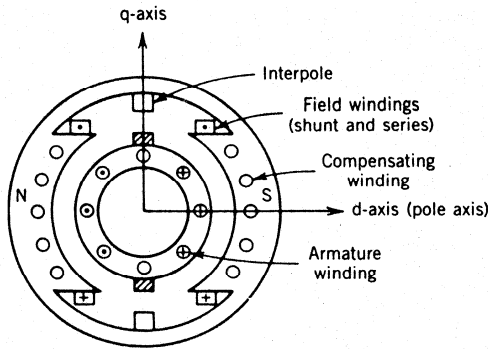 q-axis
Interpole
Field windings
(shunt and series)
Compensating
winding
N
S
d-axis (pole axis)
Armature
winding